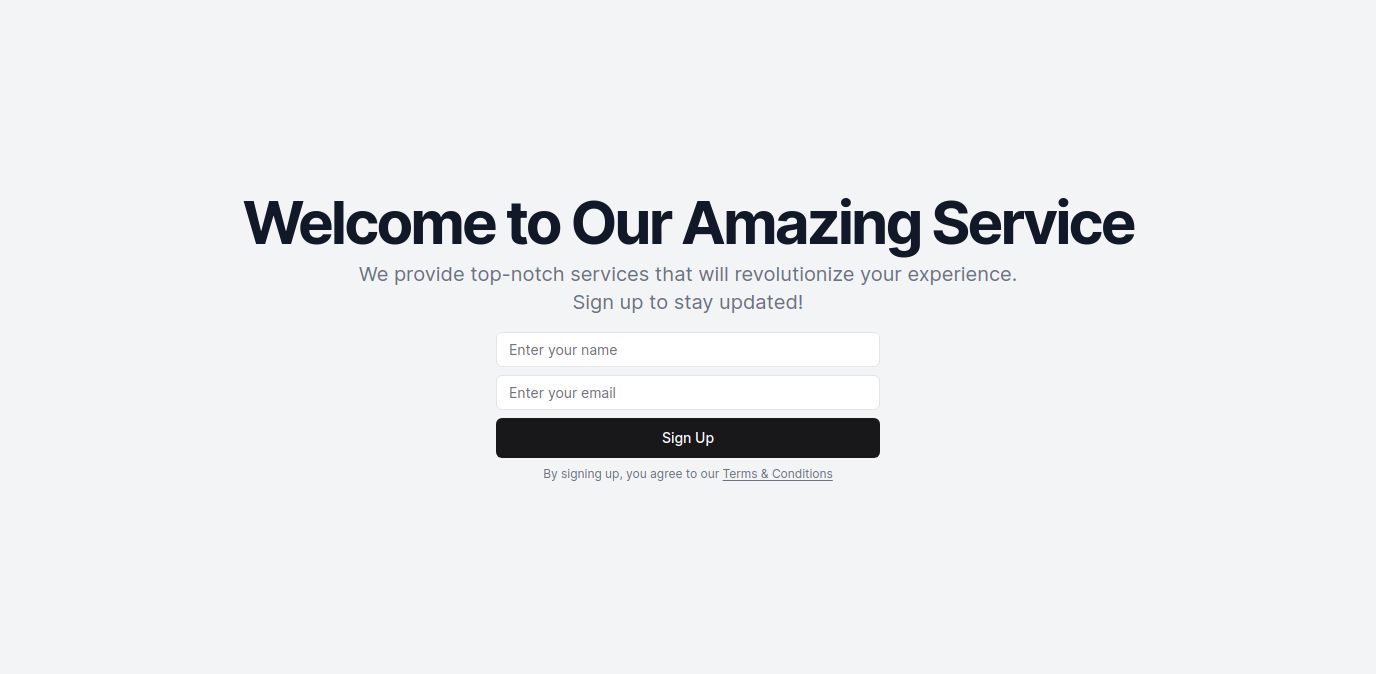 Welcome to Our Amazing Service
We provide top-notch services that will revolutionize your experience.
Sign up to stay updated!
Enter your name
Enter your email
Sign Up
By signing up, you agree to our Terms & Conditions